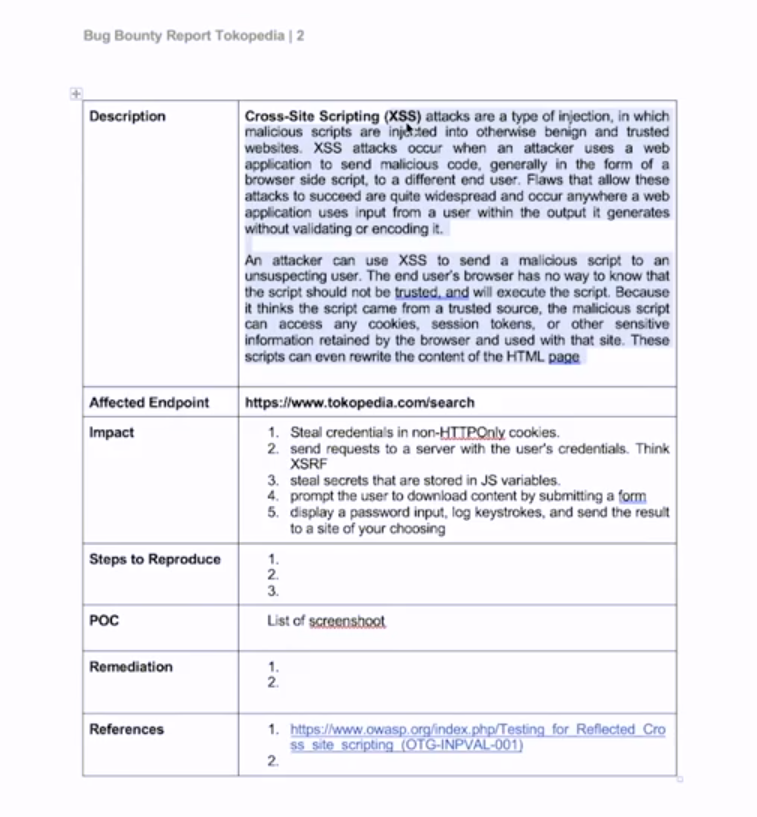 Bug Bounty Report Tokopedia | 2
Description
Cross-Site Scripting (XSS) attacks are a type of injection, in which
malicious scripts are injected into otherwise benign and trusted
websites. XSS attacks occur when an attacker uses a web
application to send malicious code, generally in the form of a
browser side script, to a different end user. Flaws that allow these
attacks to succeed are quite widespread and occur anywhere a web
application uses input from a user within the output it generates
without validating or encoding it.
An attacker can use XSS to send a malicious script to an
unsuspecting user. The end user's browser has no way to know that
the script should not be trusted, and will execute the script. Because
it thinks the script came from a trusted source, the malicious script
can access any cookies, session tokens, or other sensitive
information retained by the browser and used with that site. These
scripts can even rewrite the content of the HTML page
Affected Endpoint
https://www.tokopedia.com/search
Impact
1. Steal credentials in non-HTTPOnly cookies.
2. send requests to a server with the user's credentials. Think
XSRF
3. steal secrets that are stored in JS variables.
4. prompt the user to download content by submitting a form
5. display a password input, log keystrokes, and send the result
to a site of your choosing
Steps to Reproduce
1.
2.
3.
POC
List of screenshoot
Remediation
1.
2.
References
1. https://www.owasp.org/index.php/Testing_for_Reflected_Cro
ss_site_scripting_(OTG-INPVAL-001)
2.